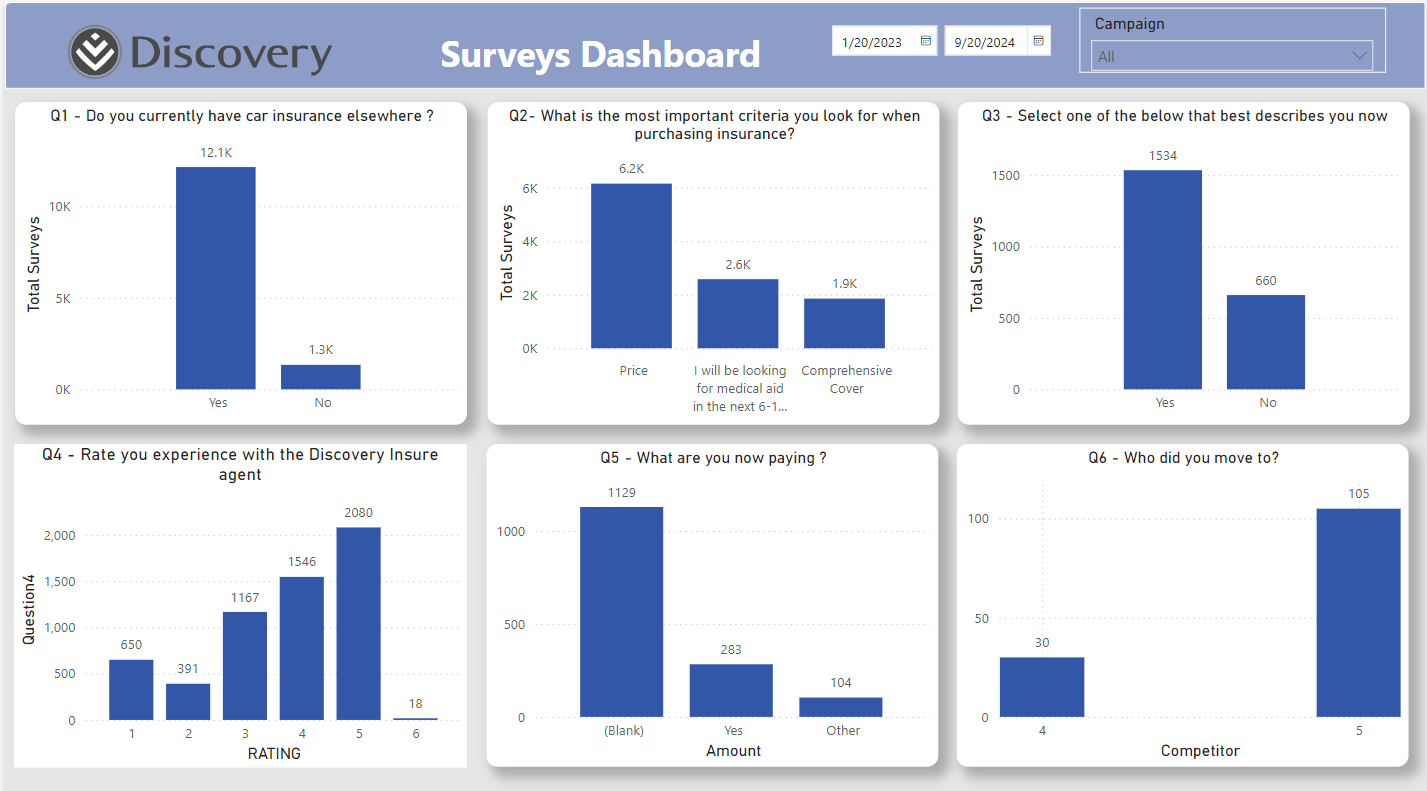 Discovery
Surveys Dashboard
1/20/2023
9/20/2024
Campaign
All
Q1 - Do you currently have car insurance elsewhere ?
12.1K
10K
5K
0K
1.3K
Total Surveys
Yes
No
Q2- What is the most important criteria you look for when
purchasing insurance?
6.2K
6K
4K
2K
0K
2.6K
1.9K
Total Surveys
Price
I will be looking
for medical aid
in the next 6-1...
Comprehensive
Cover
Q3 - Select one of the below that best describes you now
1534
1500
1000
500
0
660
Total Surveys
Yes
No
Q4 - Rate you experience with the Discovery Insure
agent
2,000
1,500
1,000
500
0
650
391
1167
1546
2080
18
Question4
1
2
3
4
5
6
RATING
Q5 - What are you now paying ?
1129
1000
500
0
283
104
(Blank)
Yes
Other
Amount
Q6 - Who did you move to?
105
100
50
0
30
4
5
Competitor